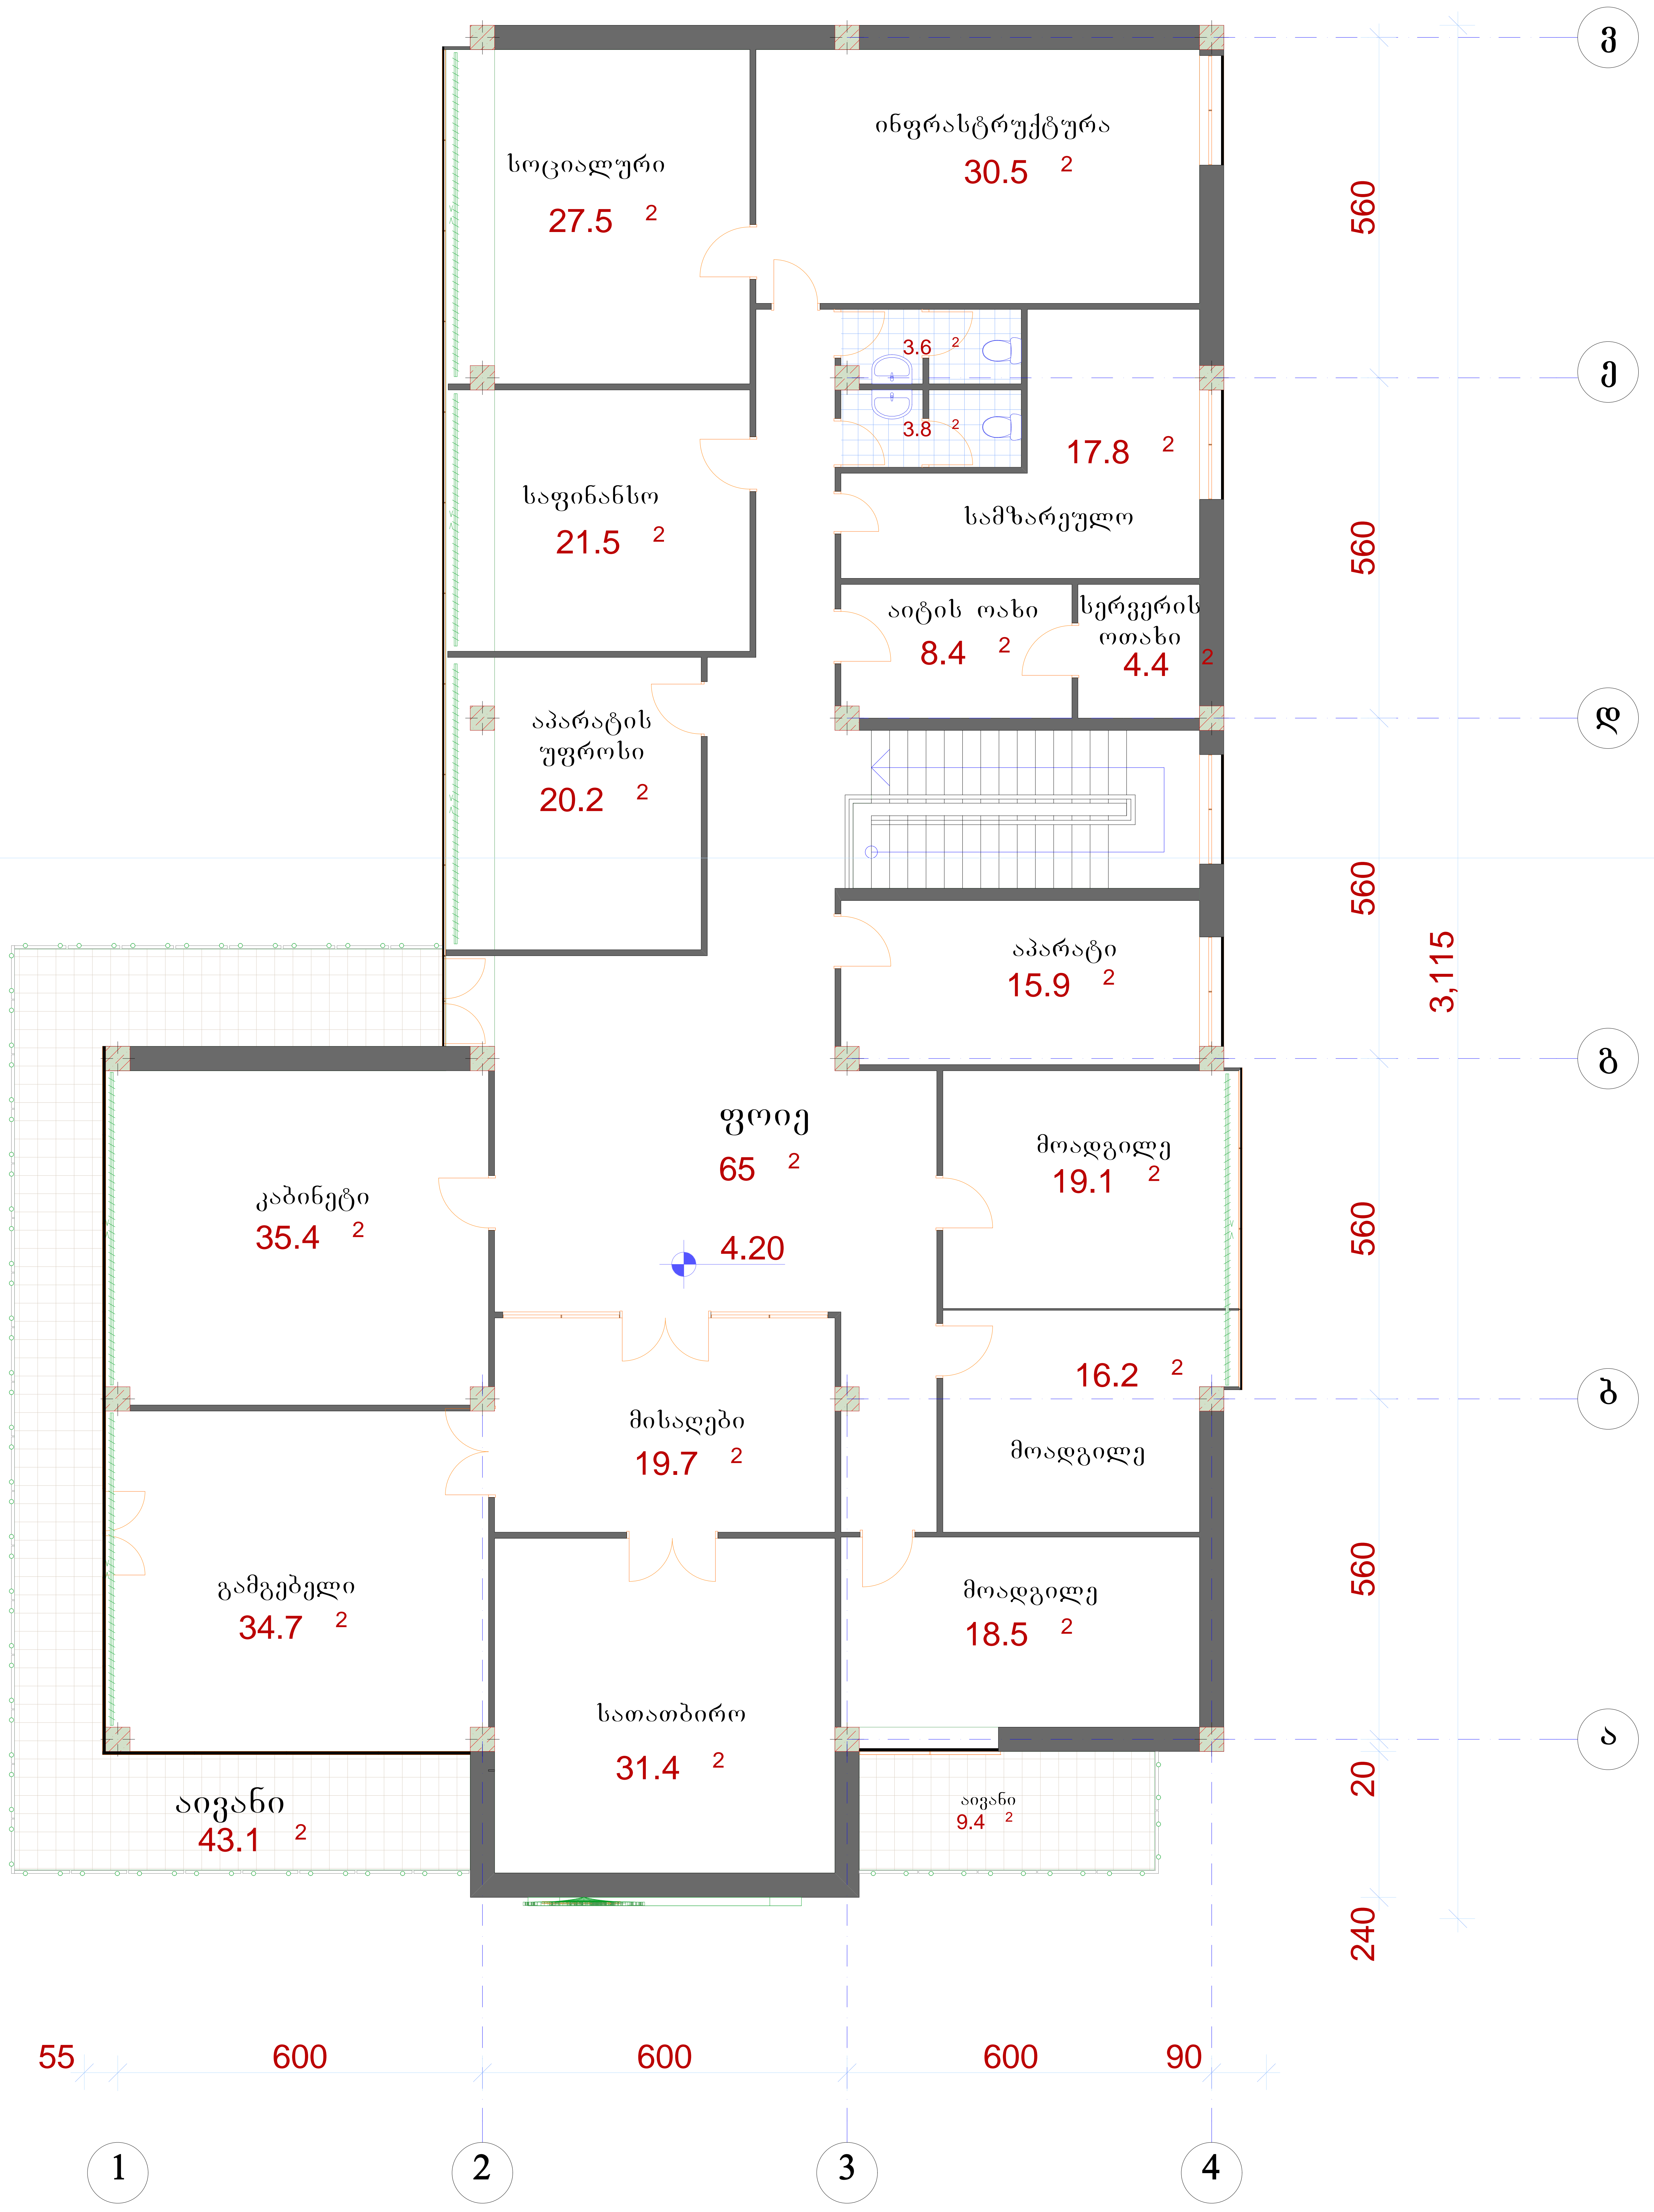 ვ
ინფრასტრუქტურა
30.5 2
სოციალური
27.5 2
560
3.6 2
ე
3.8 2
17.8 2
საფინანსო
21.5 2
სამზარეულო
560
აიტის ოახი
8.4 2
სერვერის
ოთახი
4.4 2
აპარატის
უფროსი
20.2 2
დ
560
აპარატი
15.9 2
3,115
გ
ფოიე
65 2
მოადგილე
19.1 2
კაბინეტი
35.4 2
4.20
560
16.2 2
ბ
მისაღები
19.7 2
მოადგილე
გამგებელი
34.7 2
მოადგილე
18.5 2
560
სათათბირო
31.4 2
ა
20
აივანი
43.1 2
აივანი
9.4 2
240
55 600 600 600 90
1 2 3 4